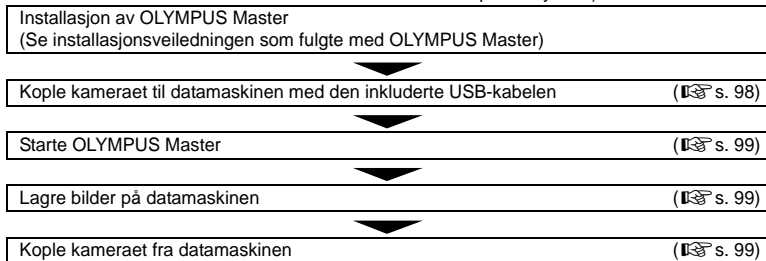 Installasjon av OLYMPUS Master
(Se installasjonsveiledningen som fulgte med OLYMPUS Master)
Kople kameraet til datamaskinen med den inkluderte USB-kabelen (☞ s. 98)
Starte OLYMPUS Master (☞ s. 99)
Lagre bilder på datamaskinen (☞ s. 99)
Kople kameraet fra datamaskinen (☞ s. 99)